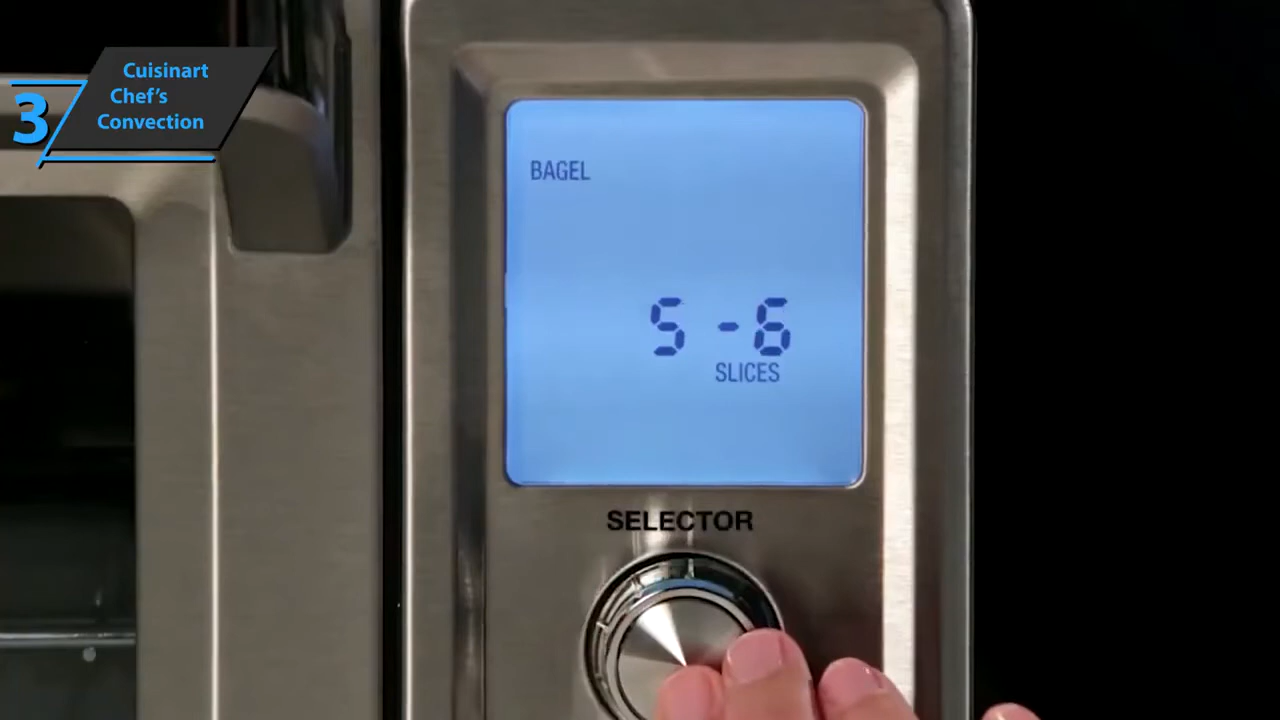 3
Cuisinart
Chef's
Convection
BAGEL
5 - 6
SLICES
SELECTOR